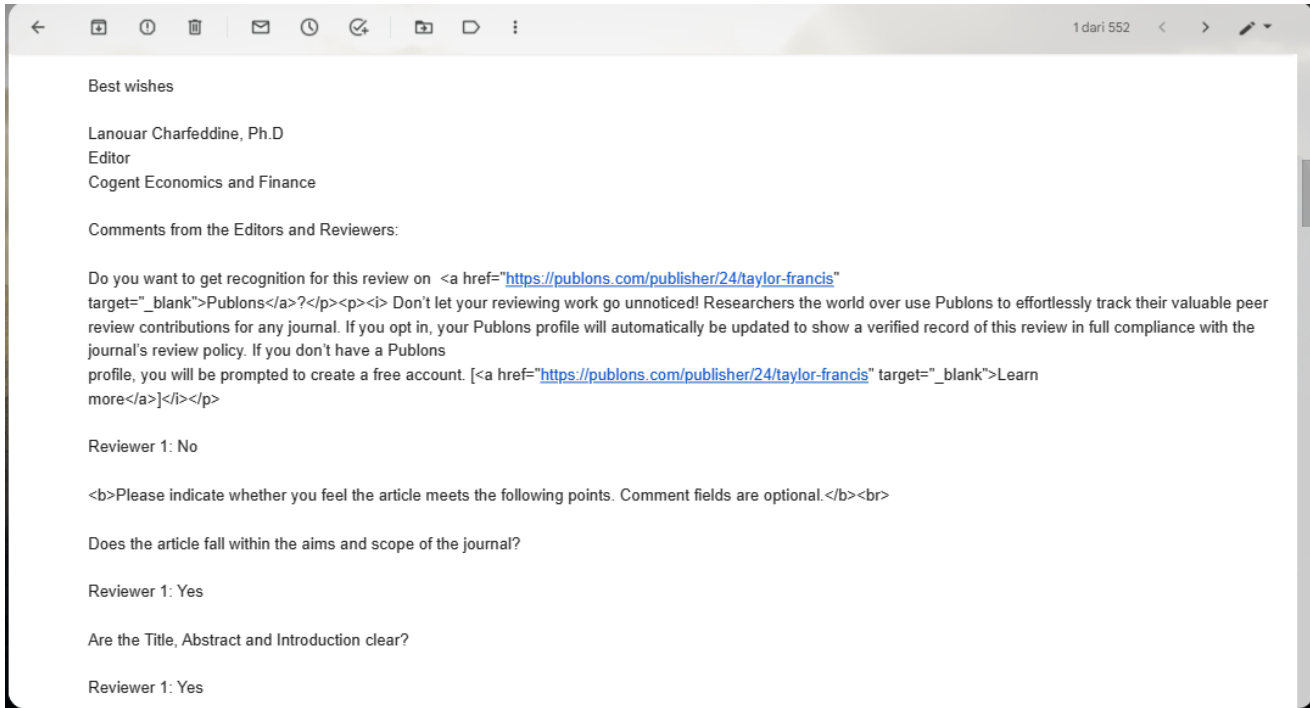 1 dari 552
Best wishes
Lanouar Charfeddine, Ph.D
Editor
Cogent Economics and Finance
Comments from the Editors and Reviewers:
Do you want to get recognition for this review on  <a href="https://publons.com/publisher/24/taylor-francis"
target="_blank">Publons</a>?</p><p><i> Don't let your reviewing work go unnoticed! Researchers the world over use Publons to effortlessly track their valuable peer
review contributions for any journal. If you opt in, your Publons profile will automatically be updated to show a verified record of this review in full compliance with the
journal's review policy. If you don't have a Publons
profile, you will be prompted to create a free account. [<a href="https://publons.com/publisher/24/taylor-francis" target="_blank">Learn
more</a>]</i></p>
Reviewer 1: No
<b>Please indicate whether you feel the article meets the following points. Comment fields are optional.</b><br>
Does the article fall within the aims and scope of the journal?
Reviewer 1: Yes
Are the Title, Abstract and Introduction clear?
Reviewer 1: Yes